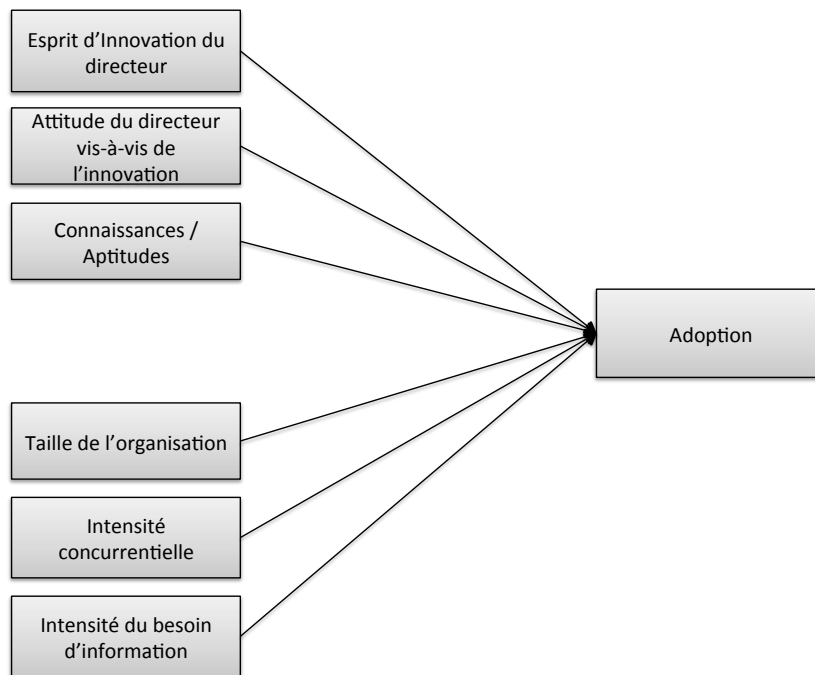 Esprit d’Innovation du
directeur
Attitude du directeur
vis-à-vis de
l’innovation
Connaissances /
Aptitudes
Adoption
Taille de l’organisation
Intensité
concurrentielle
Intensité du besoin
d’information